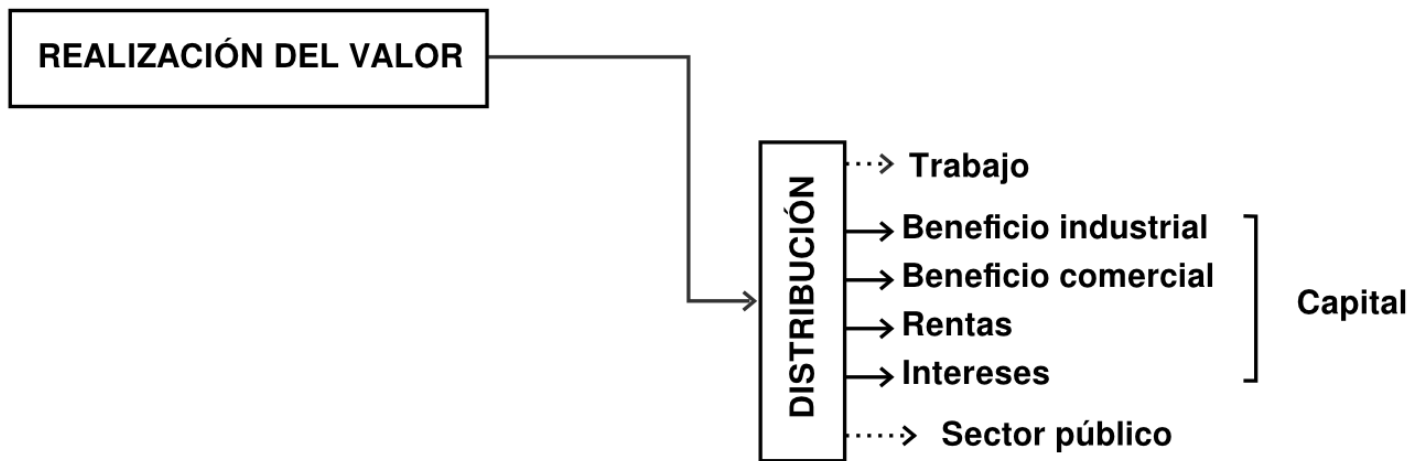 REALIZACIÓN DEL VALOR
DISTRIBUCIÓN
Trabajo
Beneficio industrial
Beneficio comercial
Rentas
Intereses
Capital
Sector público